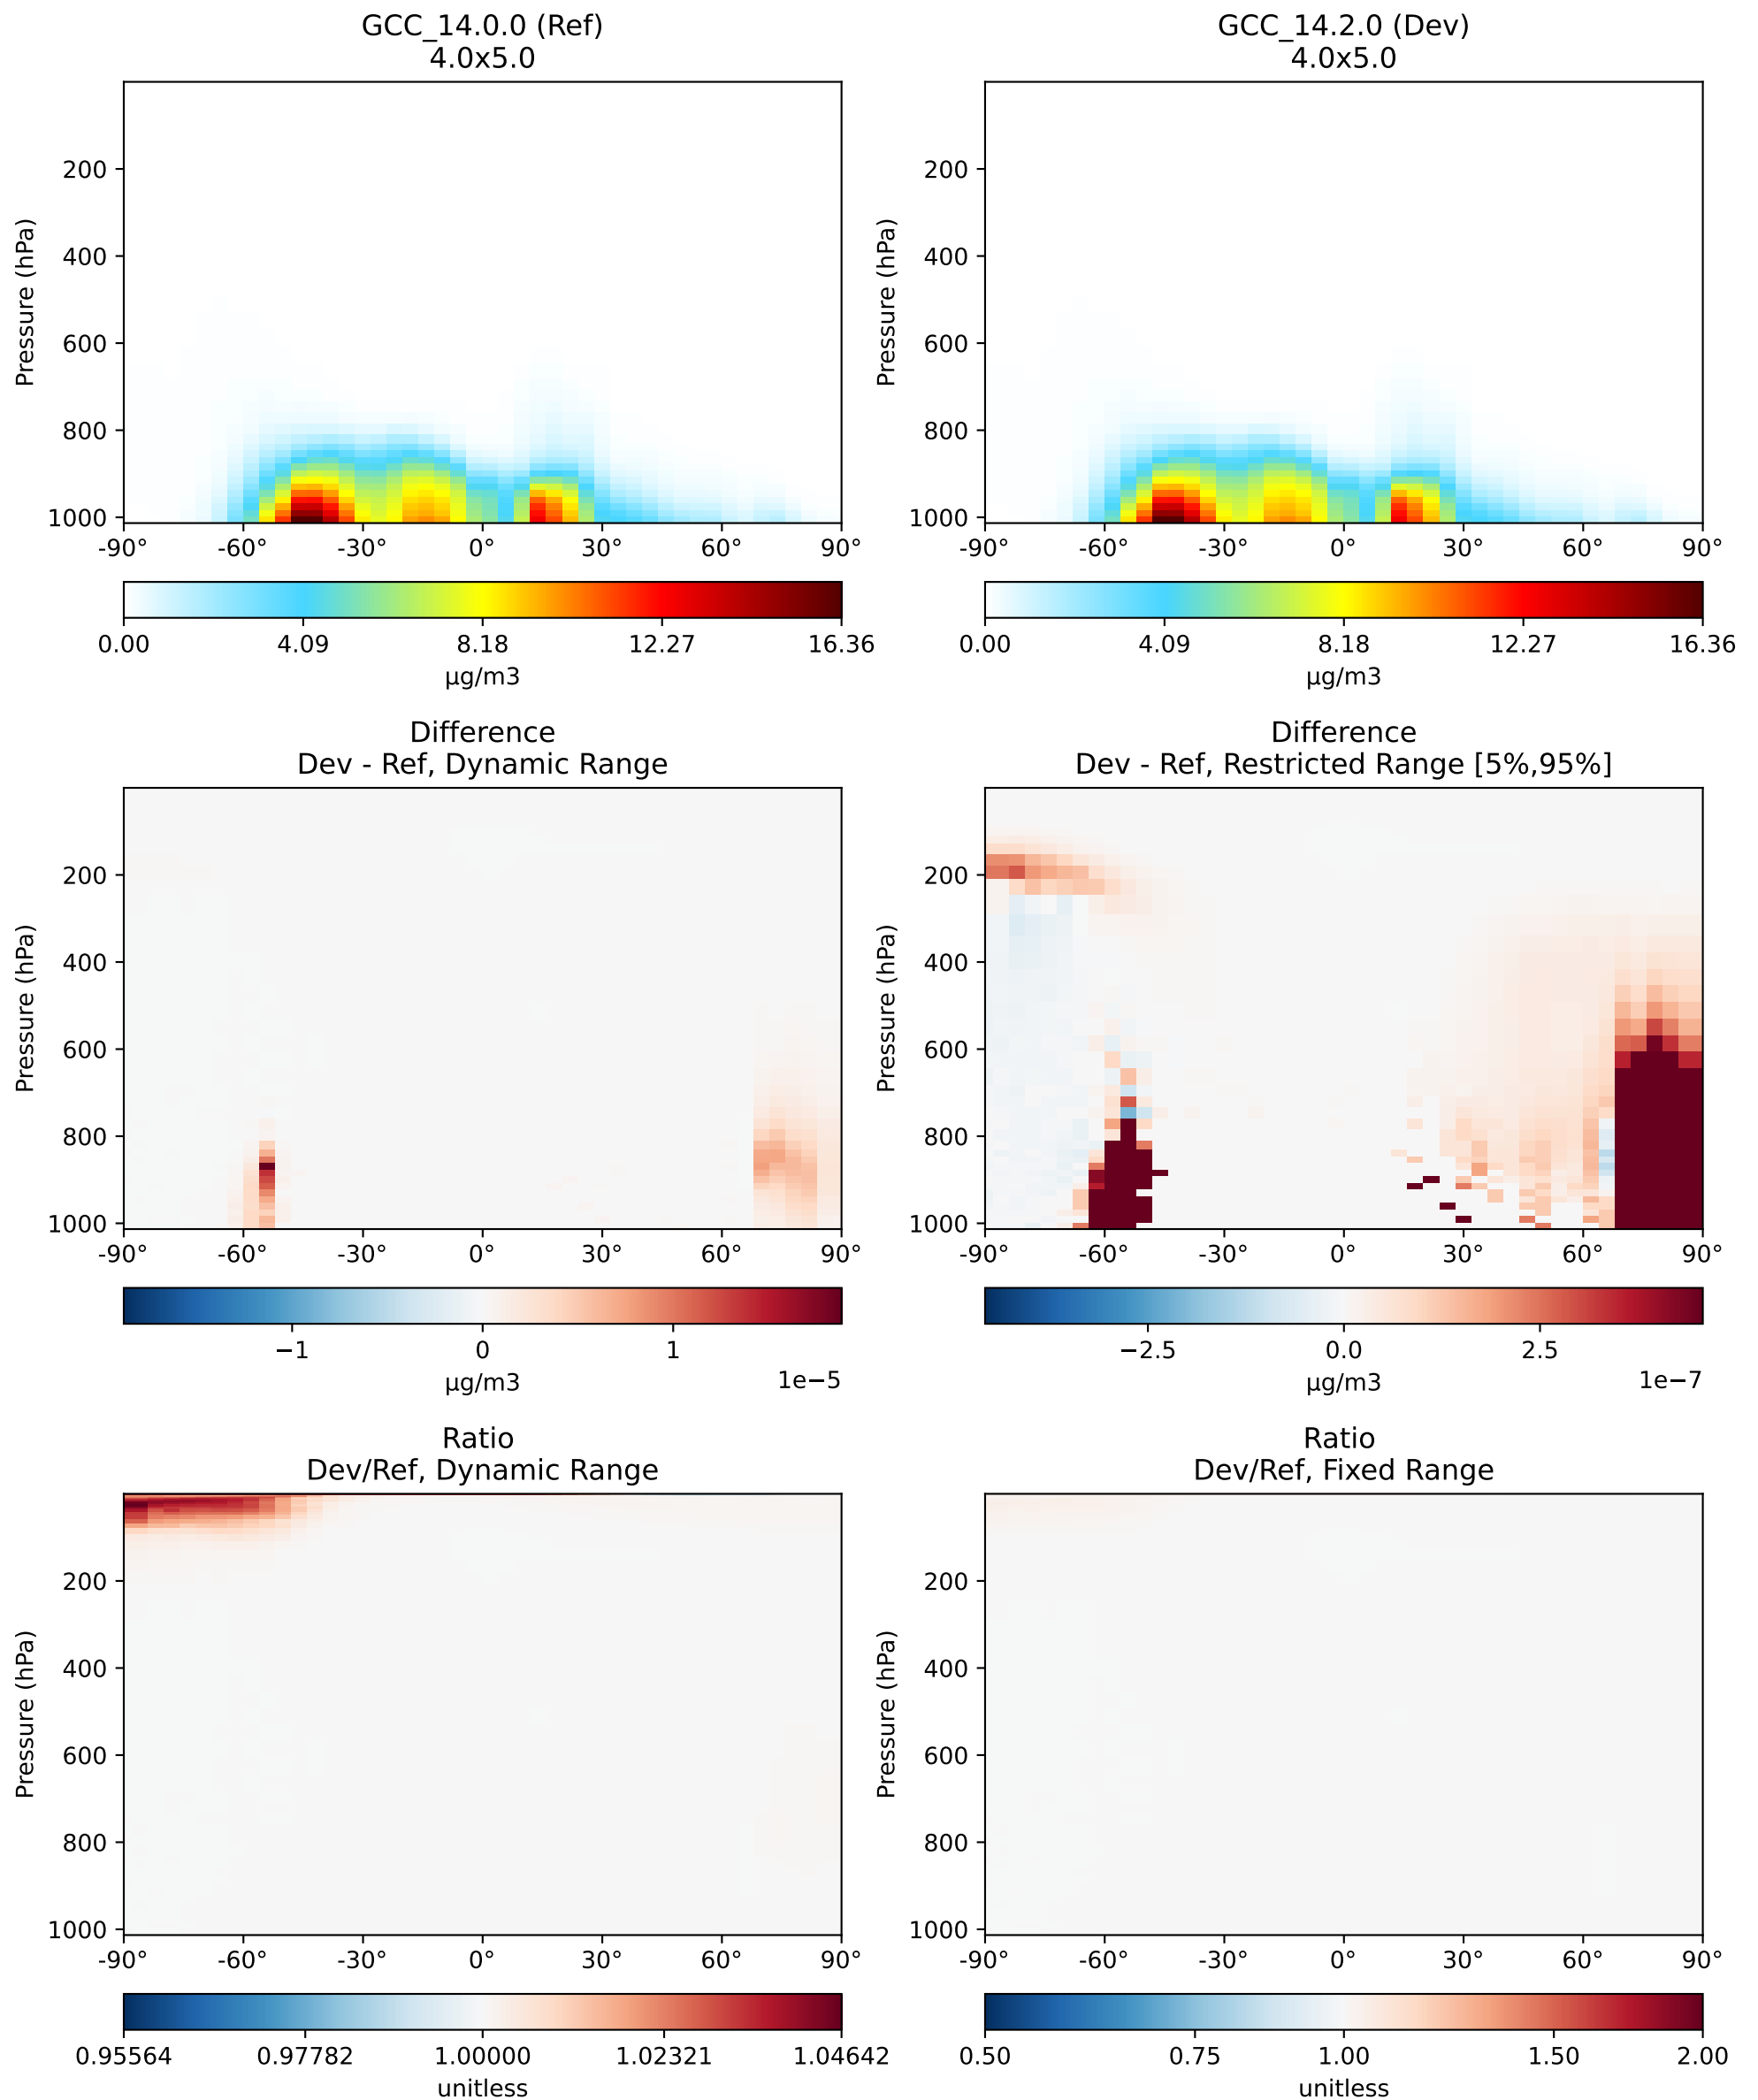 GCC_14.0.0 (Ref)
4.0x5.0
Pressure (hPa)
200
400
600
800
1000
-90° -60° -30° 0° 30° 60° 90°
0.00 4.09 8.18 12.27 16.36
μg/m3
GCC_14.2.0 (Dev)
4.0x5.0
Pressure (hPa)
200
400
600
800
1000
-90° -60° -30° 0° 30° 60° 90°
0.00 4.09 8.18 12.27 16.36
μg/m3
Difference
Dev - Ref, Dynamic Range
Pressure (hPa)
200
400
600
800
1000
-90° -60° -30° 0° 30° 60° 90°
−1 0 1
μg/m3 1e−5
Difference
Dev - Ref, Restricted Range [5%,95%]
Pressure (hPa)
200
400
600
800
1000
-90° -60° -30° 0° 30° 60° 90°
−2.5 0.0 2.5
μg/m3 1e−7
Ratio
Dev/Ref, Dynamic Range
Pressure (hPa)
200
400
600
800
1000
-90° -60° -30° 0° 30° 60° 90°
0.95564 0.97782 1.00000 1.02321 1.04642
unitless
Ratio
Dev/Ref, Fixed Range
Pressure (hPa)
200
400
600
800
1000
-90° -60° -30° 0° 30° 60° 90°
0.50 0.75 1.00 1.50 2.00
unitless